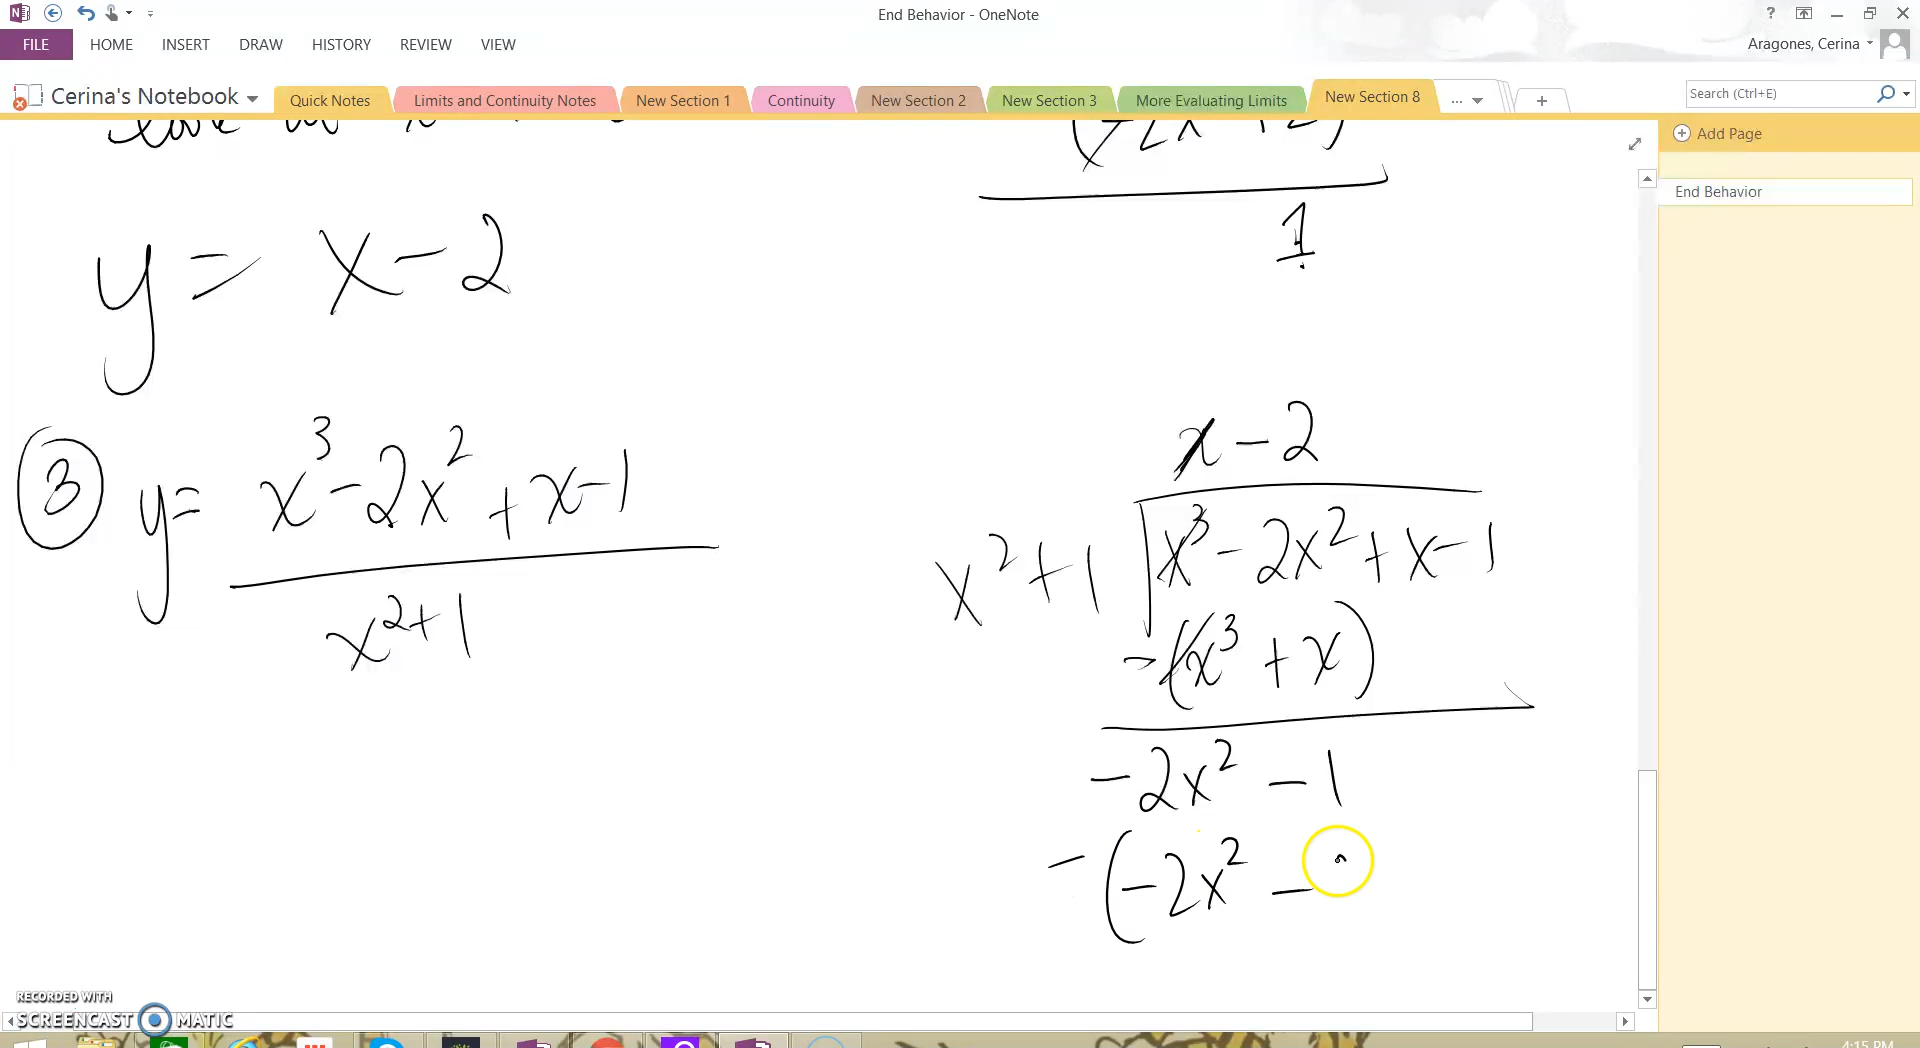 End Behavior - OneNote
?
FILE HOME INSERT DRAW HISTORY REVIEW VIEW
Aragones, Cerina
Cerina's Notebook
Quick Notes
Limits and Continuity Notes
New Section 1
Continuity
New Section 2
New Section 3
More Evaluating Limits
New Section 8
...
Search (Ctrl+E)
Add Page
End Behavior
1
y = x - 2
③ y = x³ - 2x² + x - 1
x² + 1
x - 2
x² + 1 x³ - 2x² + x - 1
- (x³ + x)
- 2x² - 1
- (- 2x² -
RECORDED WITH
SCREENCAST MATIC
4:15 PM